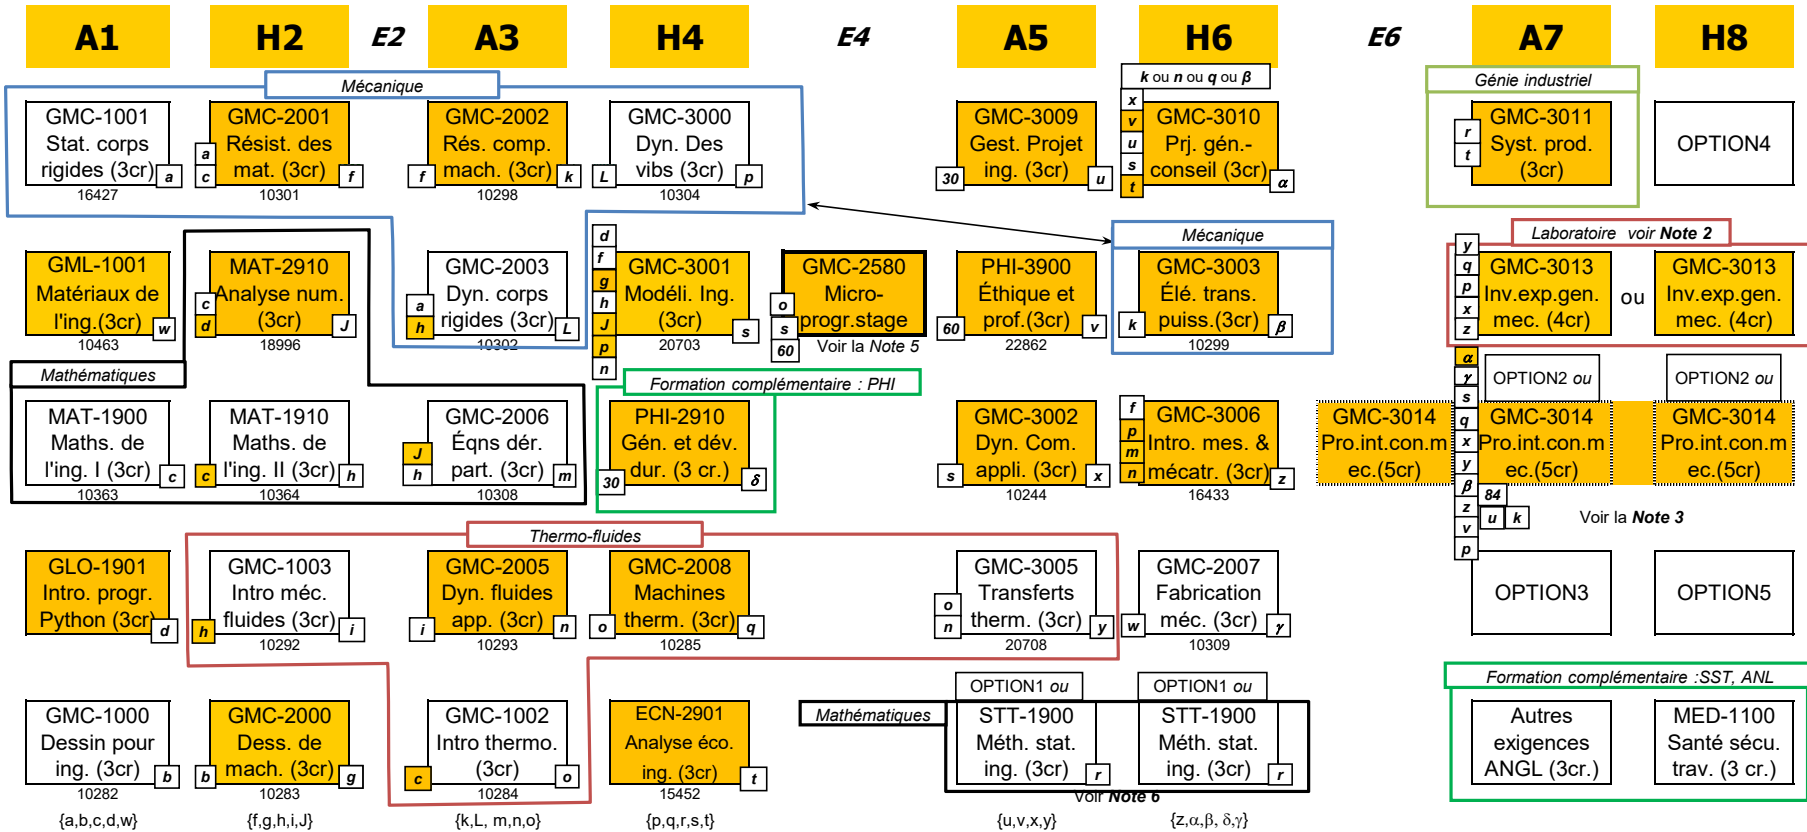 A1 H2 E2 A3 H4 E4 A5 H6 E6 A7 H8
Mécanique
k ou n ou q ou β
Génie industriel
GMC-1001
Stat. corps
rigides (3cr)
a
16427
a
c
GMC-2001
Résist. des
mat. (3cr)
f
10301
f
GMC-2002
Rés. comp.
mach. (3cr)
k
10298
L
GMC-3000
Dyn. Des
vibs (3cr)
p
10304
30
GMC-3009
Gest. Projet
ing. (3cr)
u
x
v
u
s
t
GMC-3010
Prj. gén.-
conseil (3cr)
α
r
t
GMC-3011
Syst. prod.
(3cr)
OPTION4
GML-1001
Matériaux de
l'ing.(3cr)
w
10463
c
d
MAT-2910
Analyse num.
(3cr)
J
18996
a
h
GMC-2003
Dyn. corps
rigides (3cr)
L
10302
d
f
g
h
J
p
n
GMC-3001
Modéli. Ing.
(3cr)
s
20703
o
s
60
GMC-2580
Micro-
progr.stage
Voir la Note 5
60
PHI-3900
Éthique et
prof.(3cr)
v
22862
Mécanique
k
GMC-3003
Élé. trans.
puiss.(3cr)
β
10299
Laboratoire voir Note 2
y
q
p
x
z
GMC-3013
Inv.exp.gen.
mec. (4cr)
ou
GMC-3013
Inv.exp.gen.
mec. (4cr)
Mathématiques
MAT-1900
Maths. de
l'ing. I (3cr)
c
10363
c
MAT-1910
Maths. de
l'ing. II (3cr)
h
10364
J
h
GMC-2006
Éqns dér.
part. (3cr)
m
10308
Formation complémentaire : PHI
30
PHI-2910
Gén. et dév.
dur. (3 cr.)
δ
s
GMC-3002
Dyn. Com.
appli. (3cr)
x
10244
f
p
m
n
GMC-3006
Intro. mes. &
mécatr. (3cr)
z
16433
GMC-3014
Pro.int.con.m
ec.(5cr)
α
γ
s
q
x
y
β
z
v
p
84
u
k
OPTION2 ou
GMC-3014
Pro.int.con.m
ec.(5cr)
OPTION2 ou
GMC-3014
Pro.int.con.m
ec.(5cr)
Voir la Note 3
Thermo-fluides
GLO-1901
Intro. progr.
Python (3cr)
d
h
GMC-1003
Intro méc.
fluides (3cr)
i
10292
i
GMC-2005
Dyn. fluides
app. (3cr)
n
10293
o
GMC-2008
Machines
therm. (3cr)
q
10285
o
n
GMC-3005
Transferts
therm. (3cr)
y
20708
w
GMC-2007
Fabrication
méc. (3cr)
γ
10309
OPTION3
OPTION5
GMC-1000
Dessin pour
ing. (3cr)
b
10282
b
GMC-2000
Dess. de
mach. (3cr)
g
10283
c
GMC-1002
Intro thermo.
(3cr)
o
10284
ECN-2901
Analyse éco.
ing. (3cr)
t
15452
Mathématiques
OPTION1 ou
STT-1900
Méth. stat.
ing. (3cr)
r
OPTION1 ou
STT-1900
Méth. stat.
ing. (3cr)
r
Voir Note 6
Formation complémentaire :SST, ANL
Autres
exigences
ANGL (3cr.)
MED-1100
Santé sécu.
trav. (3 cr.)
{a,b,c,d,w} {f,g,h,i,J} {k,L, m,n,o} {p,q,r,s,t} {u,v,x,y} {z,α,β, δ,γ}